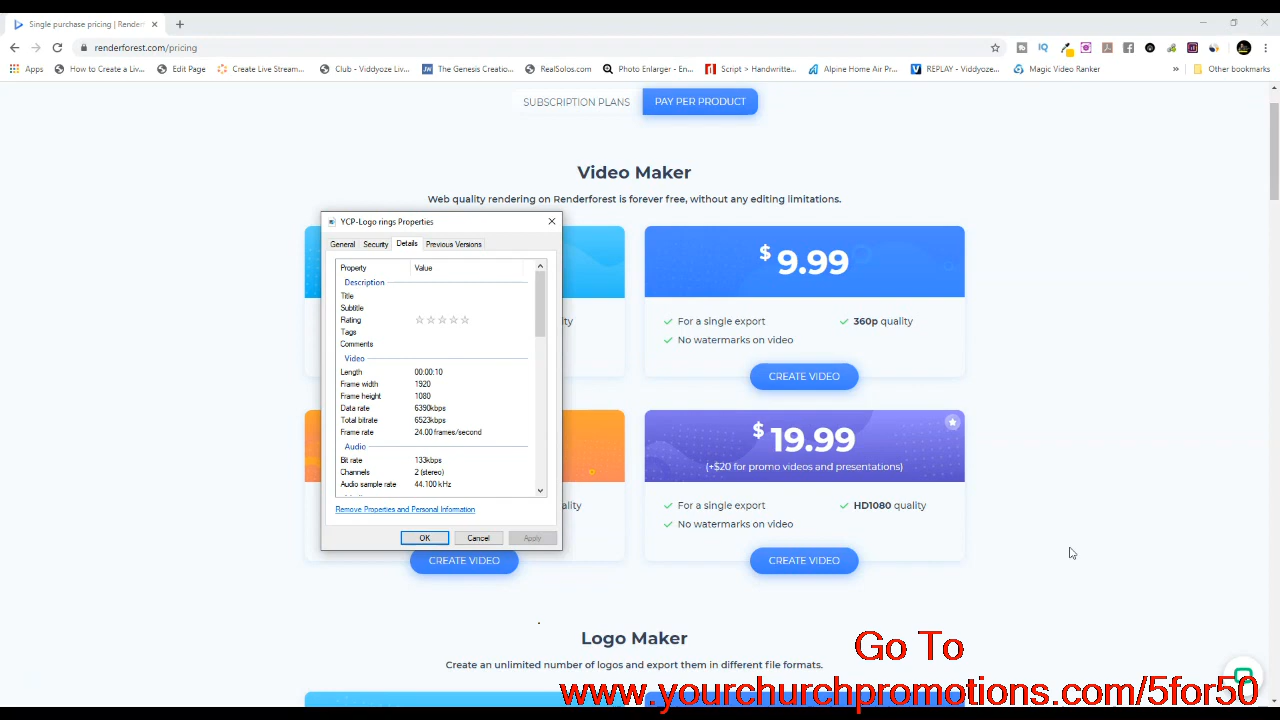 Single purchase pricing | Renderf
renderforest.com/pricing
Apps
How to Create a Liv...
Edit Page
Create Live Stream...
Club - Viddyoze Liv...
The Genesis Creatio...
RealSolos.com
Photo Enlarger - En...
Script > Handwritte...
Alpine Home Air Pr...
REPLAY - Viddyoze...
Magic Video Ranker
»
Other bookmarks
SUBSCRIPTION PLANS
PAY PER PRODUCT
Video Maker
Web quality rendering on Renderforest is forever free, without any editing limitations.
YCP-Logo rings Properties
General Security Details Previous Versions
Property Value
Description
Title
Subtitle
Rating
Tags
Comments
Video
Length 00:00:10
Frame width 1920
Frame height 1080
Data rate 6390kbps
Total bitrate 6523kbps
Frame rate 24.00 frames/second
Audio
Bit rate 133kbps
Channels 2 (stereo)
Audio sample rate 44.100 kHz
Remove Properties and Personal Information
OK Cancel Apply
$ 9.99
For a single export 360p quality
No watermarks on video
CREATE VIDEO
$ 19.99
(+$20 for promo videos and presentations)
For a single export HD1080 quality
No watermarks on video
CREATE VIDEO
CREATE VIDEO
Logo Maker
Create an unlimited number of logos and export them in different file formats.
Go To
www.yourchurchpromotions.com/5for50